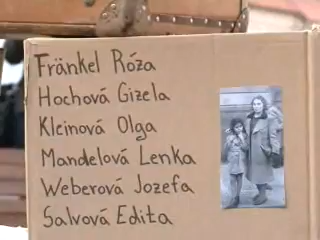 Fränkel Róza
Hochová Gizela
Kleinová Olga
Mandelová Lenka
Weberová Jozefa
Salvová Edita